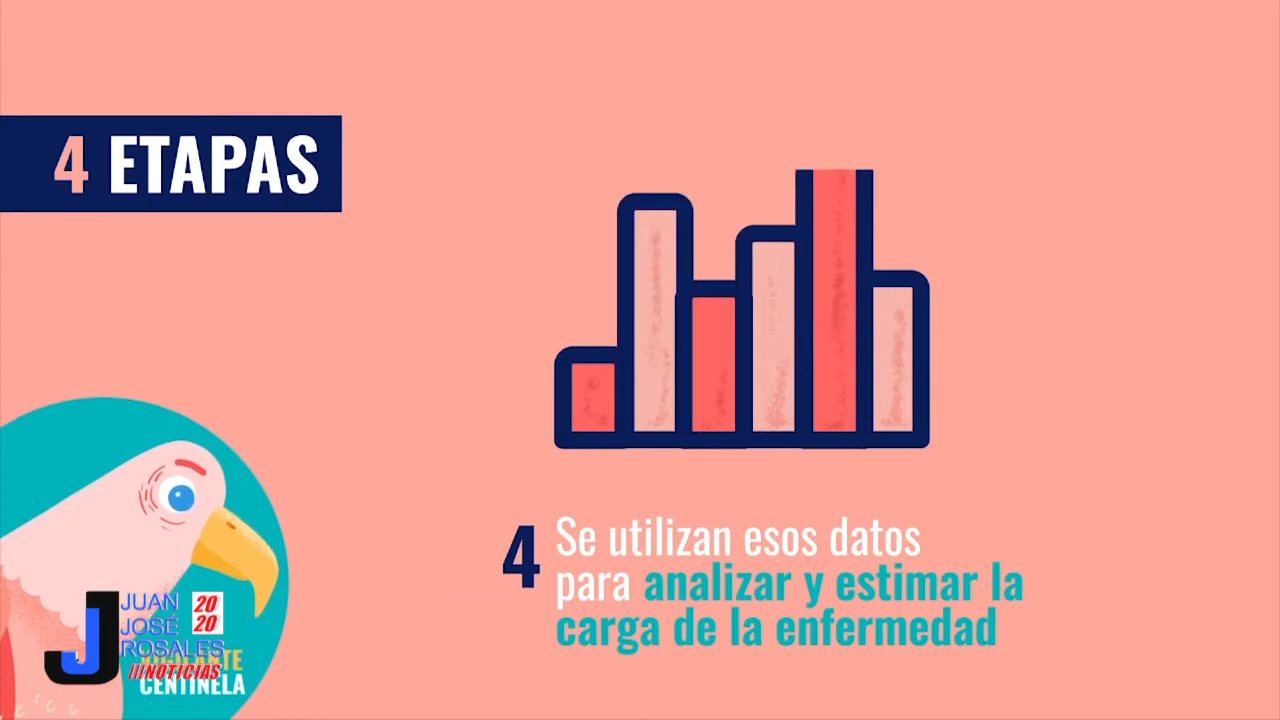 4 ETAPAS
4 Se utilizan esos datos
para analizar y estimar la
carga de la enfermedad
JUAN
JOSÉ
ROSALES
20
20
///NOTICIAS
VIGILANTE
CENTINELA